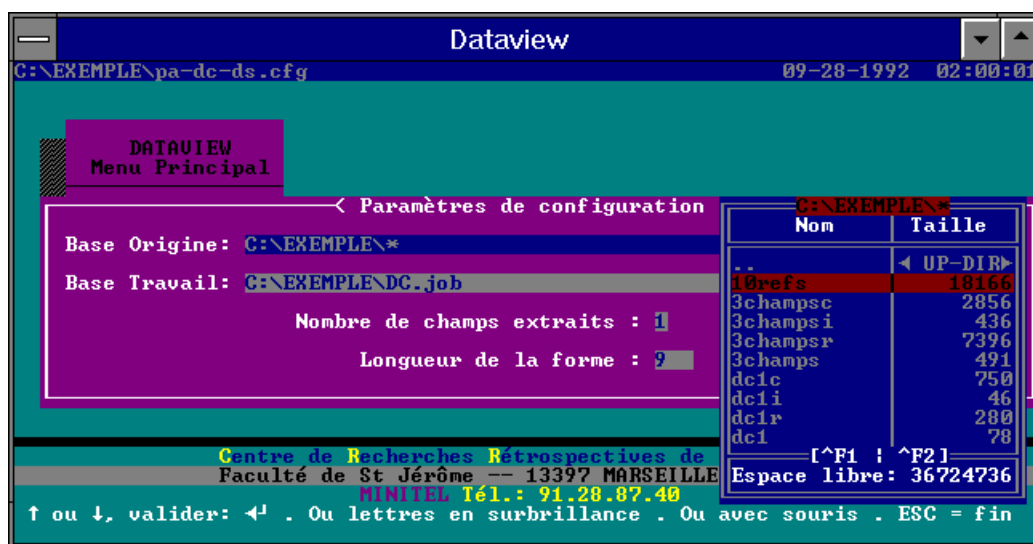 Dataview
C:\EXEMPLE\pa-dc-ds.cfg 09-28-1992 02:00:01
DATAVIEW
Menu Principal
< Paramètres de configuration
Base Origine: C:\EXEMPLE\*
Base Travail: C:\EXEMPLE\DC.job
Nombre de champs extraits : 1
Longueur de la forme : 9
C:\EXEMPLE\*
Nom Taille
.. ◄ UP-DIR►
10refs 18166
3champsc 2856
3champsi 436
3champsr 7396
3champs 491
dc1c 750
dc1i 46
dc1r 280
dc1 78
[^F1 ¦ ^F2]
Espace libre: 36724736
Centre de Recherches Rétrospectives de
Faculté de St Jérôme -- 13397 MARSEILLE
MINITEL Tél.: 91.28.87.40
↑ ou ↓, valider: ◄┘ . Ou lettres en surbrillance . Ou avec souris . ESC = fin